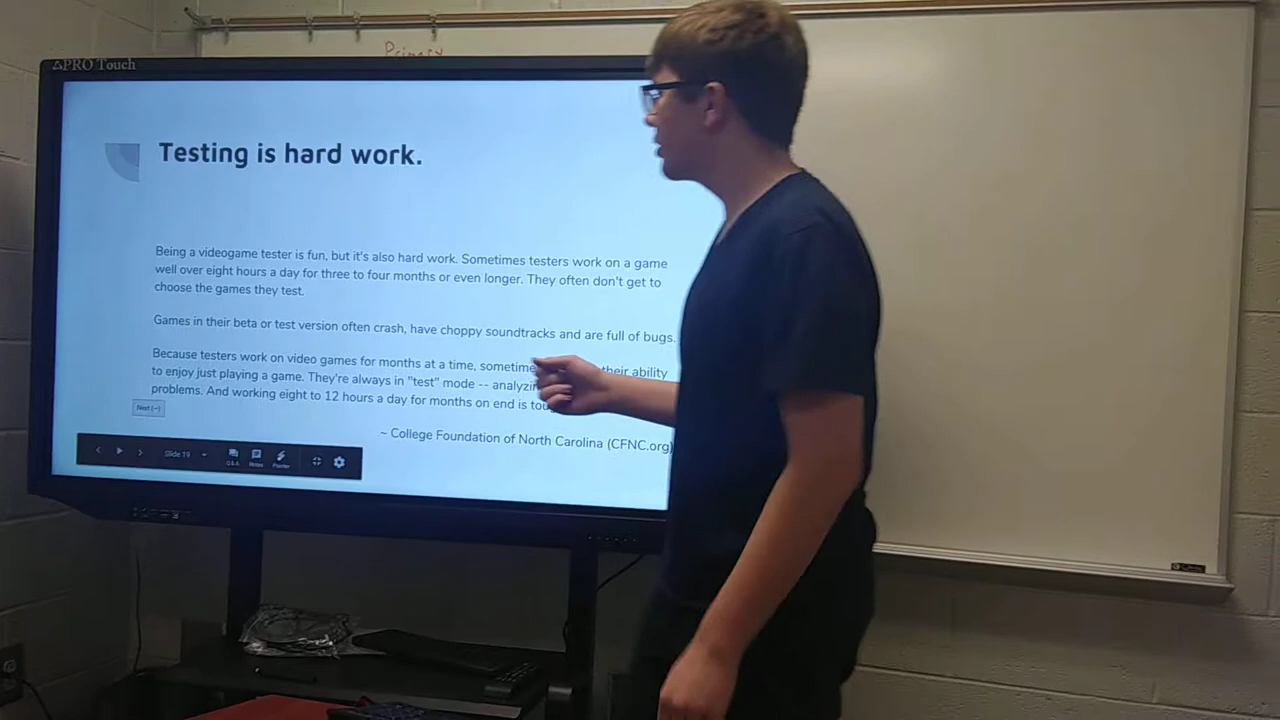 Primary
PRO Touch
Testing is hard work.
Being a videogame tester is fun, but it's also hard work. Sometimes testers work on a game
well over eight hours a day for three to four months or even longer. They often don't get to
choose the games they test.
Games in their beta or test version often crash, have choppy soundtracks and are full of bugs.
Because testers work on video games for months at a time, their ability
to enjoy just playing a game. They're always in "test" mode --
problems. And working eight to 12 hours a day for months on end is
~ College Foundation of North Carolina (CFNC.org)
Next (→)
Slide 19
Q&A Notes Pointer